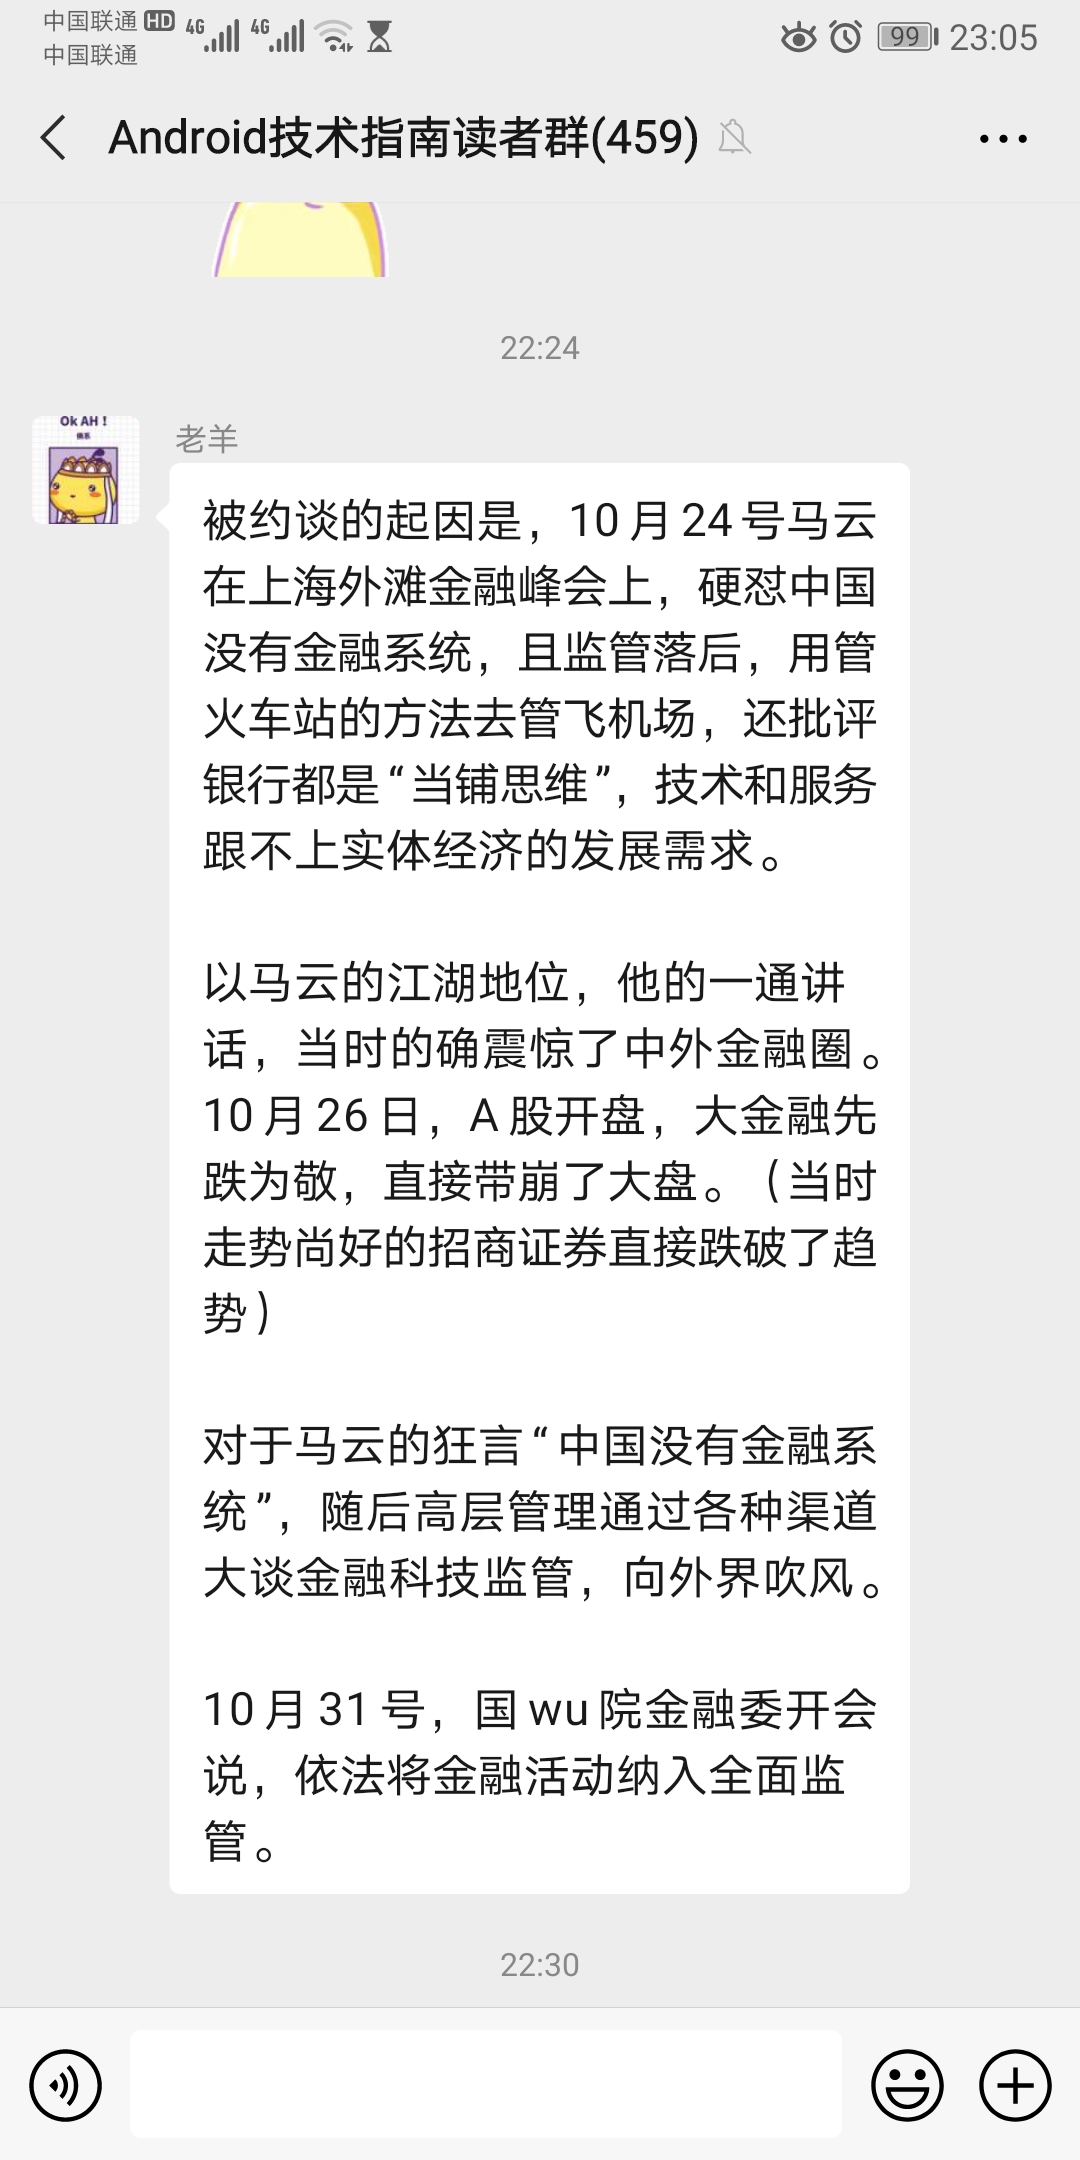 中国联通 HD 4G 4G 99 23:05
中国联通
Android技术指南读者群(459)
22:24
Ok AH！
老羊
被约谈的起因是，10月24号马云
在上海外滩金融峰会上，硬怼中国
没有金融系统，且监管落后，用管
火车站的方法去管飞机场，还批评
银行都是“当铺思维”，技术和服务
跟不上实体经济的发展需求。
以马云的江湖地位，他的一通讲
话，当时的确震惊了中外金融圈。
10月26日，A股开盘，大金融先
跌为敬，直接带崩了大盘。（当时
走势尚好的招商证券直接跌破了趋
势）
对于马云的狂言“中国没有金融系
统”，随后高层管理通过各种渠道
大谈金融科技监管，向外界吹风。
10月31号，国wu院金融委开会
说，依法将金融活动纳入全面监
管。
22:30